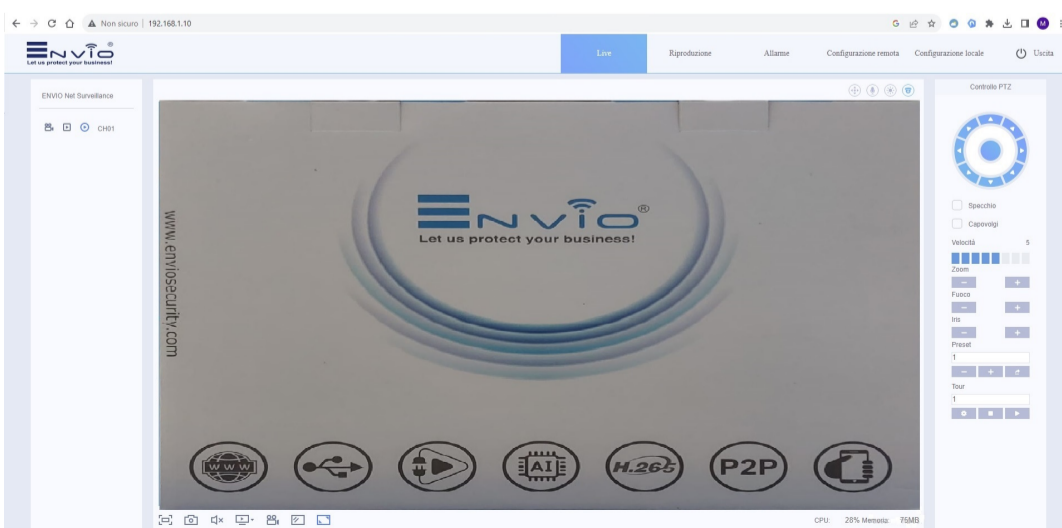 Non sicuro | 192.168.1.10
ENVIO®
Let us protect your business!
Live
Riproduzione
Allarme
Configurazione remota
Configurazione locale
Uscita
ENVIO Net Surveillance
CH01
ENVIO®
Let us protect your business!
www.enviosecurity.com
WWW
AI
H.265
P2P
Controllo PTZ
Specchio
Capovolgi
Velocità 5
Zoom
Fuoco
Iris
Preset
1
Tour
1
CPU: 28% Memoria: 75MB